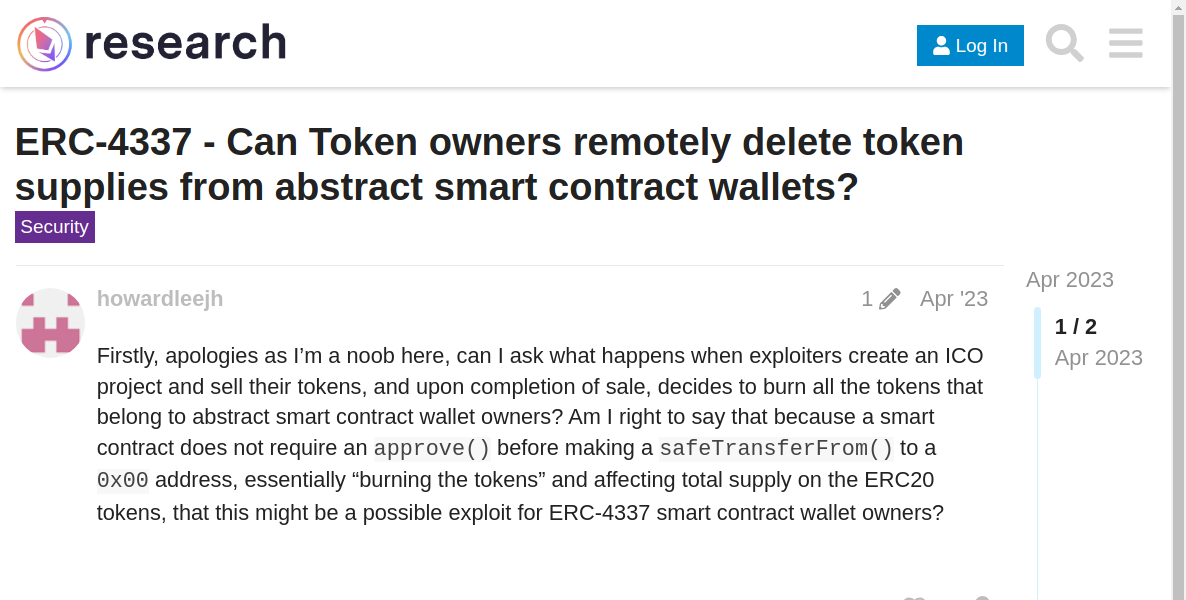 research
Log In
ERC-4337 - Can Token owners remotely delete token
supplies from abstract smart contract wallets?
Security
howardleejh
1
Apr '23
Apr 2023
1 / 2
Apr 2023
Firstly, apologies as I’m a noob here, can I ask what happens when exploiters create an ICO
project and sell their tokens, and upon completion of sale, decides to burn all the tokens that
belong to abstract smart contract wallet owners? Am I right to say that because a smart
contract does not require an approve() before making a safeTransferFrom() to a
0x00 address, essentially “burning the tokens” and affecting total supply on the ERC20
tokens, that this might be a possible exploit for ERC-4337 smart contract wallet owners?